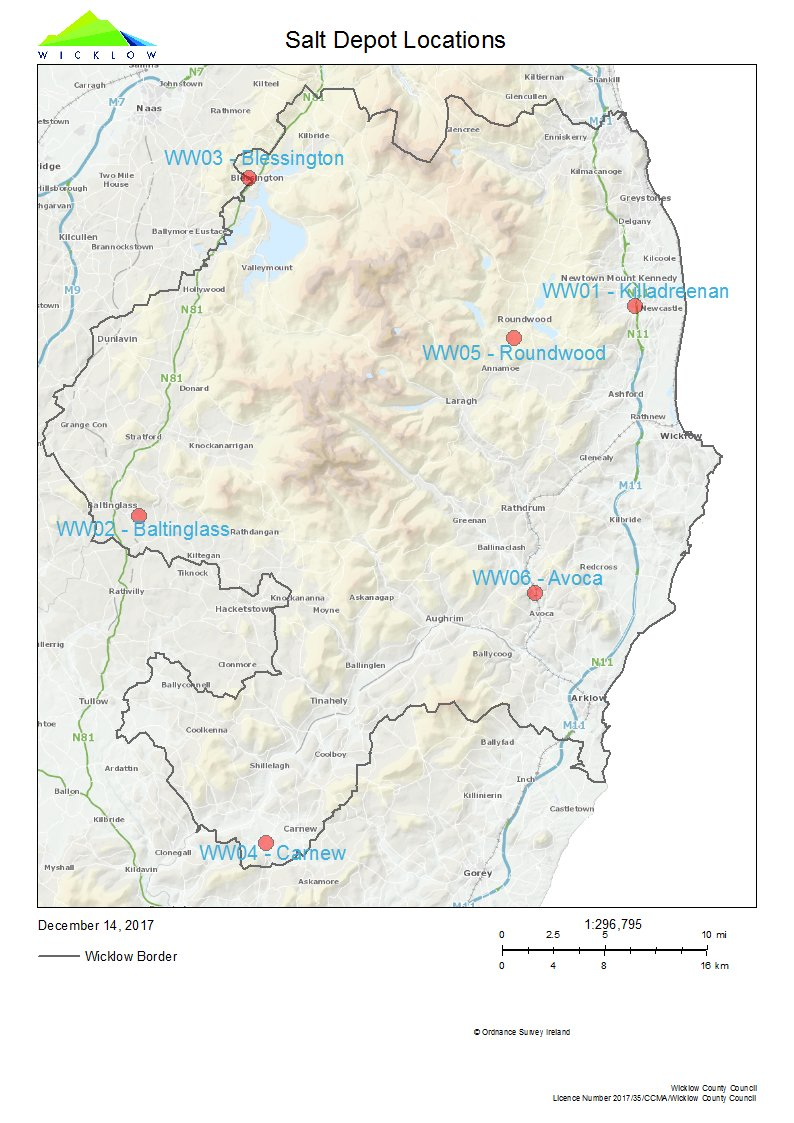 WICKLOW
Salt Depot Locations
Johnstown
N7
Kilteel
N81
Kiltiernan
Shankill
Carragh
M7
Naas
Rathmore
Glencullen
Kilbride
Glencree
M11
Enniskerry
WW03 - Blessington
Two Mile
House
Blessington
Kilmacanoge
Greystones
Delgany
Kilcullen
Brannockstown
Ballymore Eustace
Valleymount
Kilcoole
Newtown Mount Kennedy
M9
Hollywood
WW01 - Killadreenan
Newcastle
N81
Roundwood
N11
Dunlavin
WW05 - Roundwood
Annamoe
N81
Donard
Laragh
Ashford
Rathnew
Grange Con
Stratford
Knockanarrigan
Wicklow
Glenealy
M11
Baltinglass
Rathdrum
WW02 - Baltinglass
Rathdangan
Greenan
Kilbride
Kiltegan
Ballinaclash
Tiknock
Redcross
WW06 - Avoca
Rathvilly
Knockananna
Askanagap
Hacketstown
Moyne
Aughrim
Avoca
Clonmore
Ballinglen
Ballycoog
N11
Ballyconnell
Tullow
Tinahely
Arklow
M11
N81
Coolkenna
Ballyfad
Coolboy
Ardattin
Shillelagh
Inch
Ballon
Killinierin
Castletown
Kilbride
Carnew
WW04 - Carnew
Clonegall
Myshall
Kildavin
Askamore
Gorey
M11
December 14, 2017
1:296,795
0 2.5 5 10 mi
Wicklow Border
0 4 8 16 km
© Ordnance Survey Ireland
Wicklow County Council
Licence Number 2017/35/CCMA/Wicklow County Council